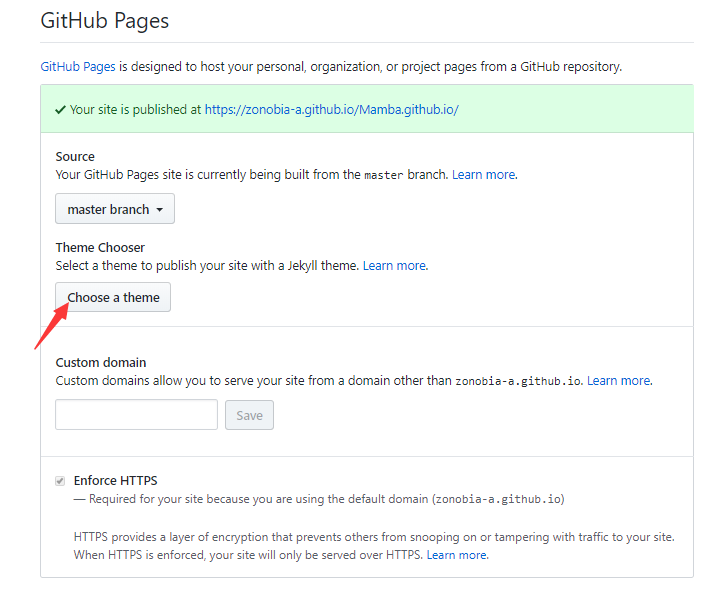 GitHub Pages
GitHub Pages is designed to host your personal, organization, or project pages from a GitHub repository.
Your site is published at https://zonobia-a.github.io/Mamba.github.io/
Source
Your GitHub Pages site is currently being built from the master branch. Learn more.
master branch
Theme Chooser
Select a theme to publish your site with a Jekyll theme. Learn more.
Choose a theme
Custom domain
Custom domains allow you to serve your site from a domain other than zonobia-a.github.io. Learn more.
Save
Enforce HTTPS
— Required for your site because you are using the default domain (zonobia-a.github.io)
HTTPS provides a layer of encryption that prevents others from snooping on or tampering with traffic to your site.
When HTTPS is enforced, your site will only be served over HTTPS. Learn more.